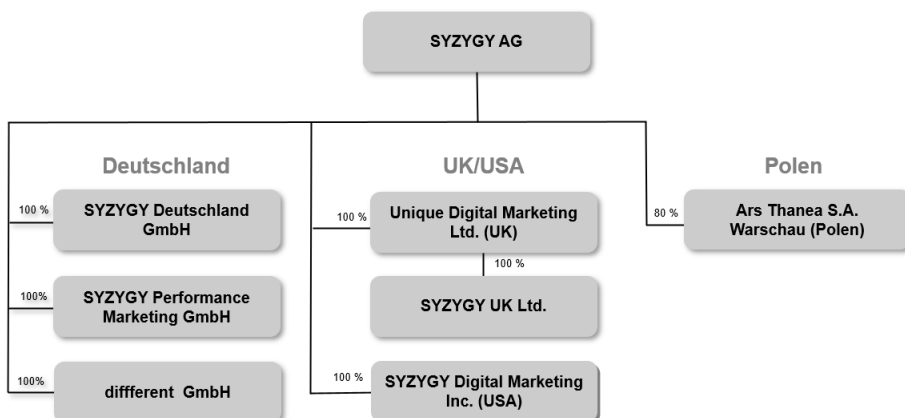 SYZYGY AG
Deutschland
UK/USA
Polen
100 %
SYZYGY Deutschland
GmbH
100 %
Unique Digital Marketing
Ltd. (UK)
80 %
Ars Thanea S.A.
Warschau (Polen)
100 %
100%
SYZYGY Performance
Marketing GmbH
SYZYGY UK Ltd.
100%
diffferent  GmbH
100 %
SYZYGY Digital Marketing
Inc. (USA)